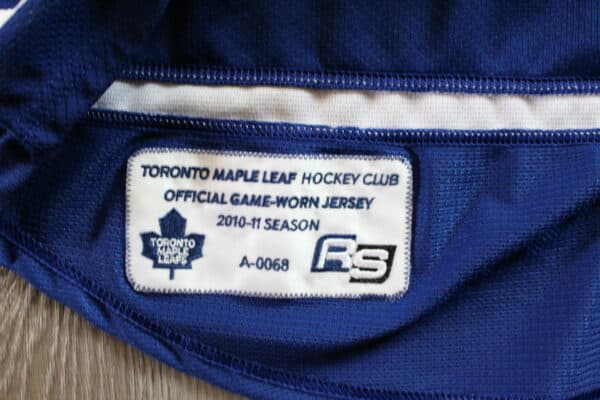 TORONTO MAPLE LEAF HOCKEY CLUB
OFFICIAL GAME-WORN JERSEY
2010-11 SEASON
TORONTO
MAPLE
LEAFS
A-0068
RS